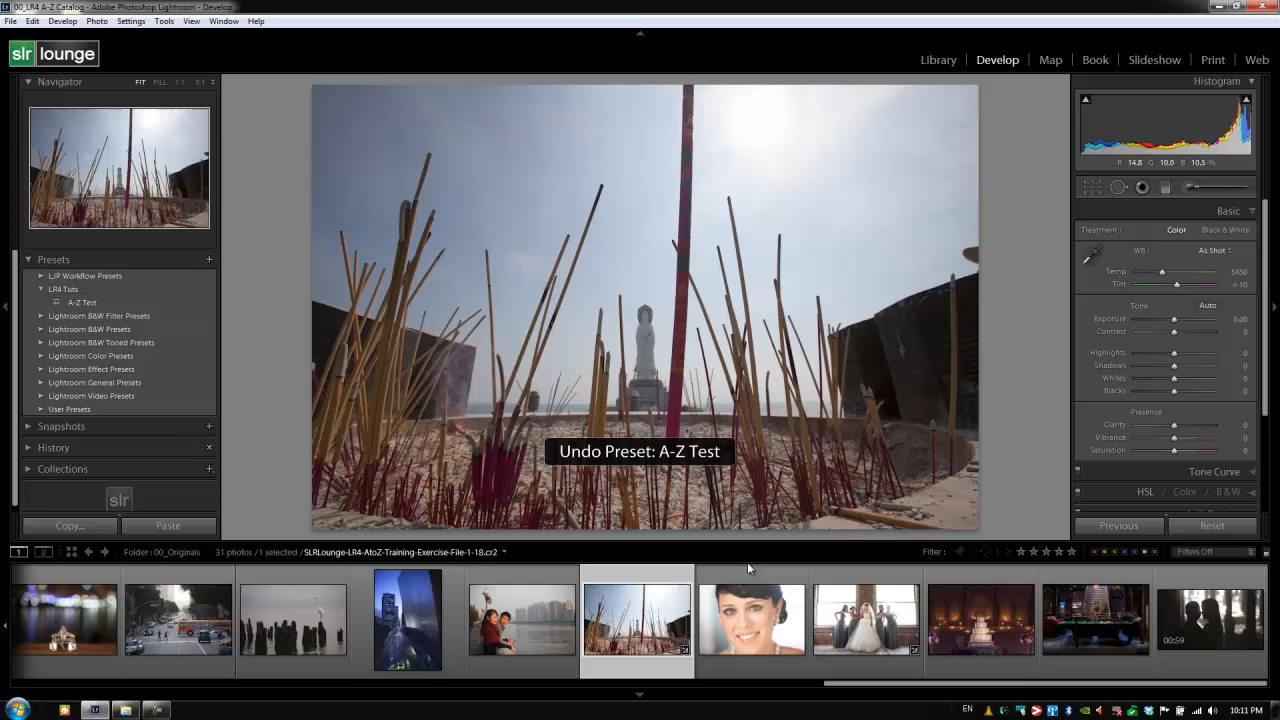 00_LR4 A-Z Catalog - Adobe Photoshop Lightroom - Develop
File Edit Develop Photo Settings Tools View Window Help
slr lounge
Library Develop Map Book Slideshow Print Web
Navigator FIT FILL 1:1 3:1
Histogram
R 14.8 G 10.0 B 10.5 %
Basic
Treatment: Color Black & White
WB: As Shot
Temp 5450
Tint + 10
Tone Auto
Exposure 0.00
Contrast 0
Highlights 0
Shadows 0
Whites 0
Blacks 0
Presence
Clarity 0
Vibrance 0
Saturation 0
Tone Curve
HSL / Color / B & W
Previous Reset
Presets
LJP Workflow Presets
LR4 Tuts
A-Z Test
Lightroom B&W Filter Presets
Lightroom B&W Presets
Lightroom B&W Toned Presets
Lightroom Color Presets
Lightroom Effect Presets
Lightroom General Presets
Lightroom Video Presets
User Presets
Snapshots
History
Collections
slr
Copy... Paste
Undo Preset: A-Z Test
1 2 Folder : 00_Originals 31 photos /1 selected /SLRLounge-LR4-AtoZ-Training-Exercise-File-1-18.cr2 Filter : Filters Off
00:59
EN 10:11 PM